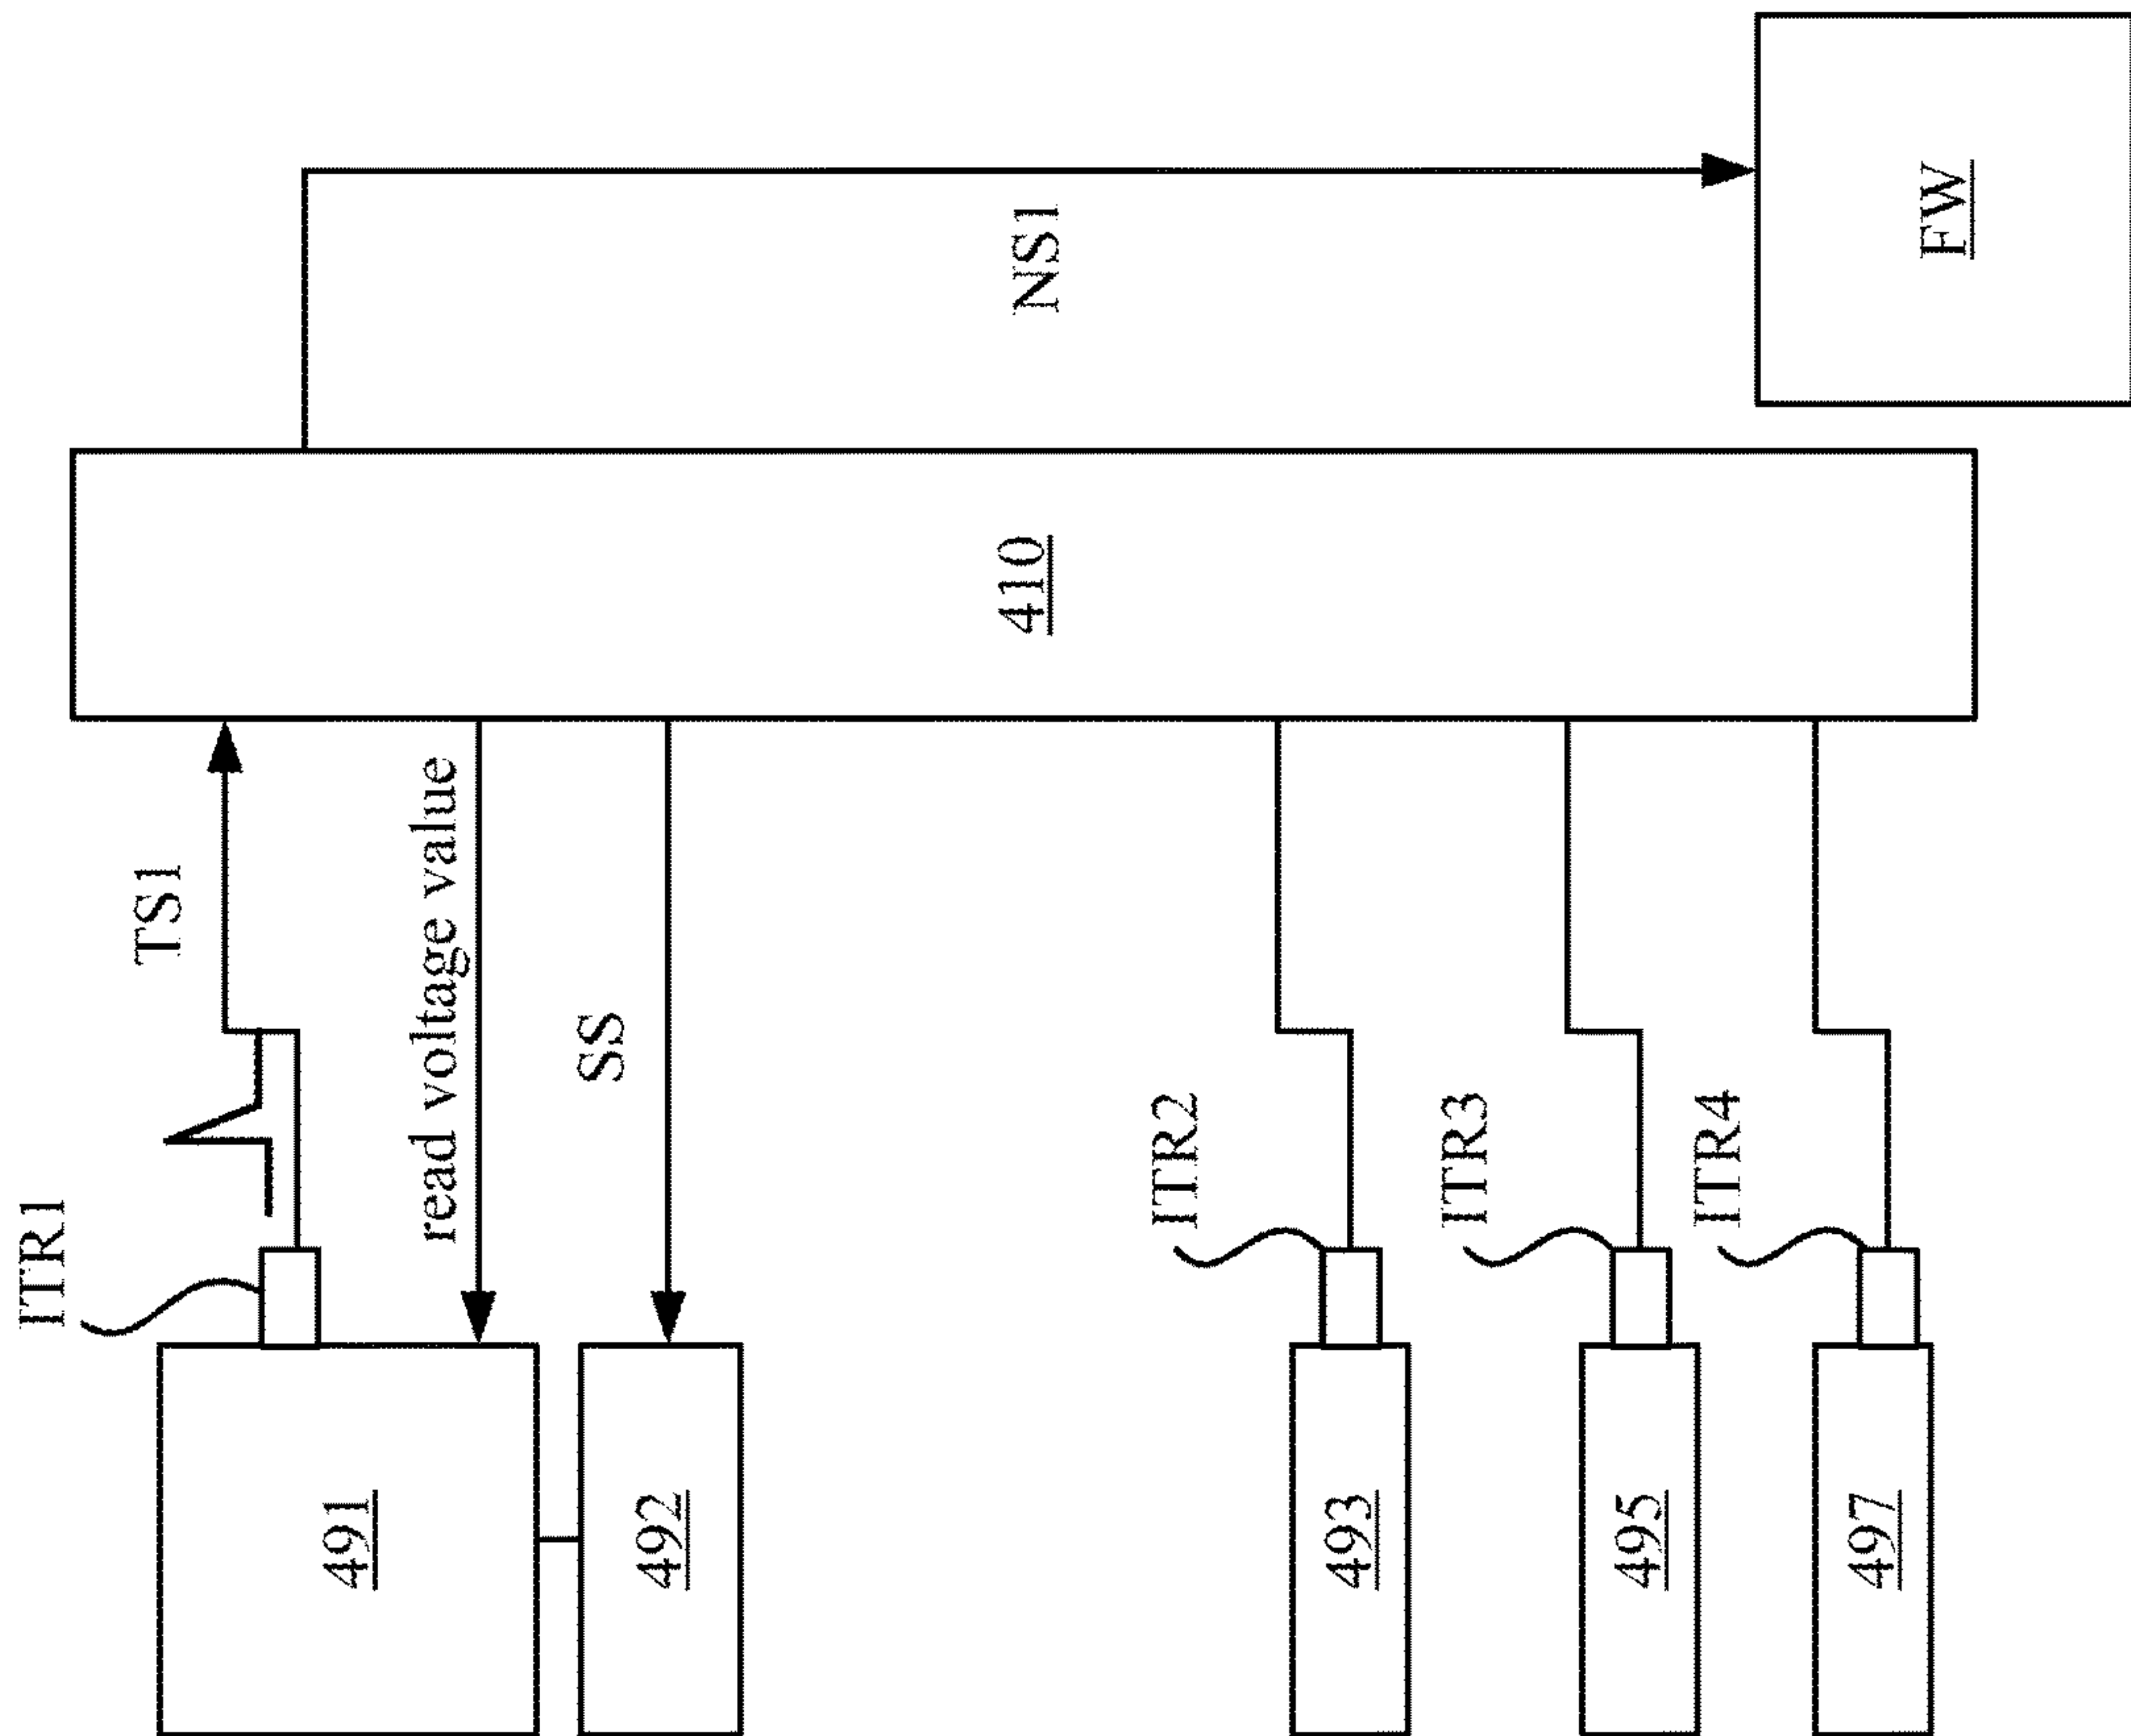 ITR1
TS1
491
read voltage value
SS
492
410
NS1
ITR2
493
ITR3
495
ITR4
497
FW